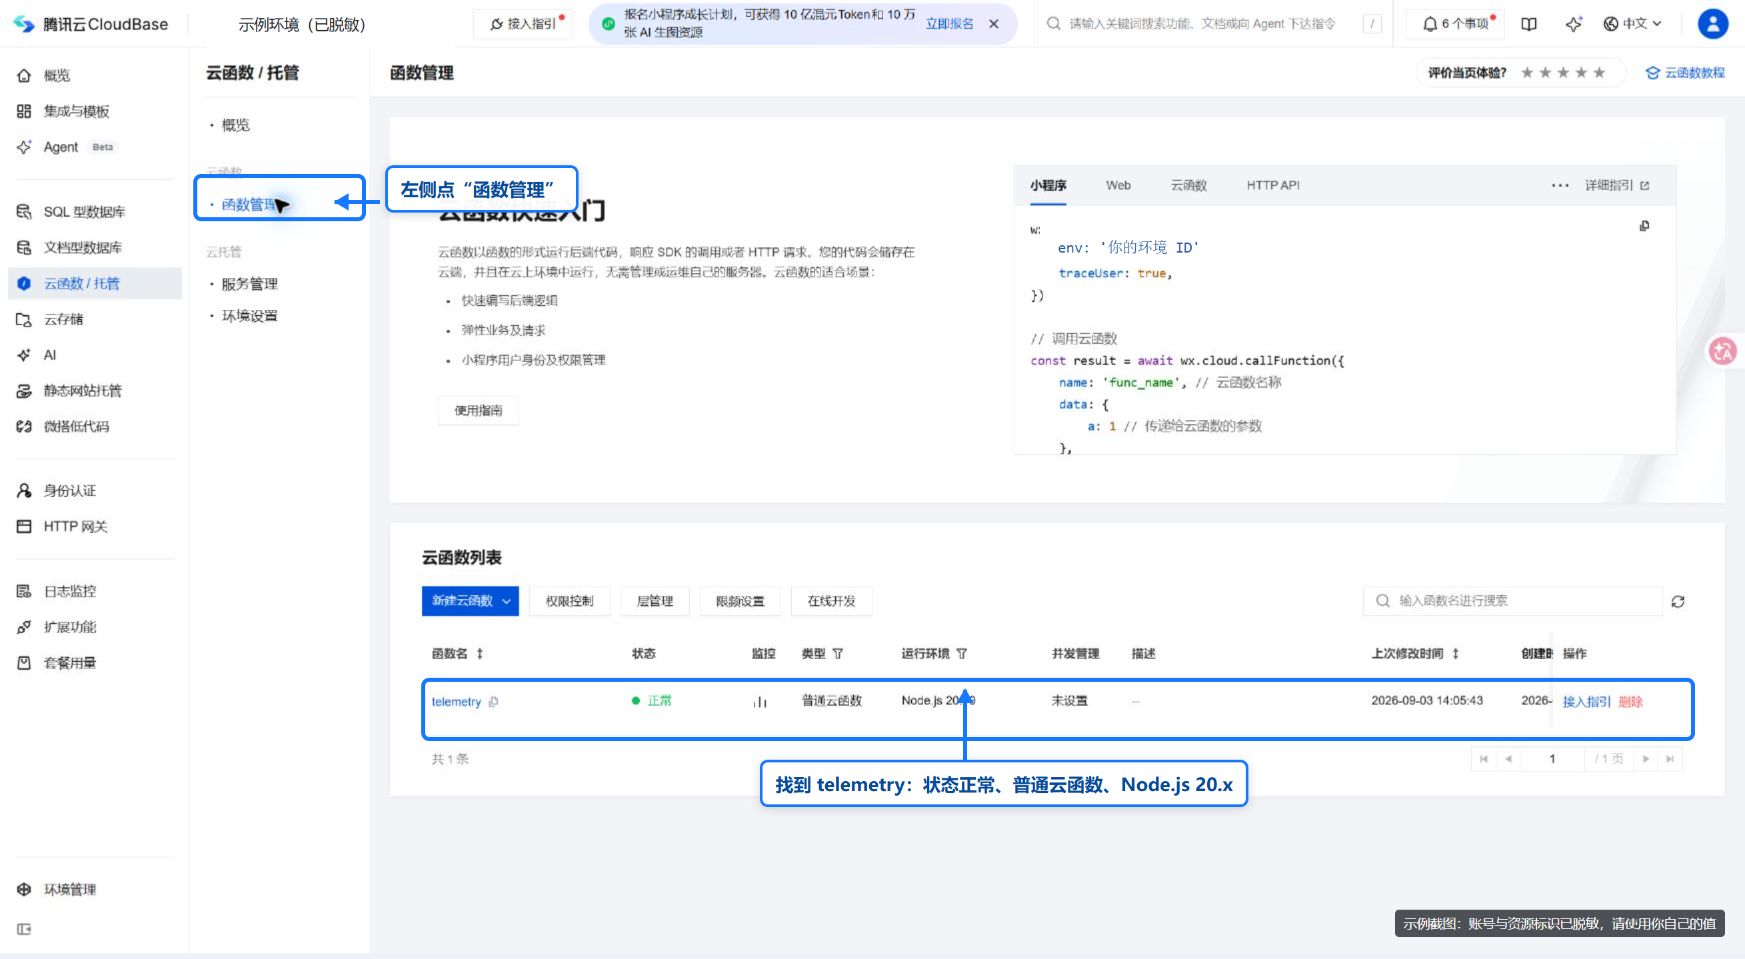 腾讯云CloudBase
示例环境（已脱敏）
接入指引
报名小程序成长计划，可获得 10 亿混元Token和 10 万
张 AI 生图资源
立即报名
请输入关键词搜索功能、文档或向 Agent 下达指令
/
6 个事项
中文
概览
集成与模板
Agent Beta
SQL 型数据库
文档型数据库
云函数 / 托管
云存储
AI
静态网站托管
微搭低代码
身份认证
HTTP 网关
日志监控
扩展功能
套餐用量
环境管理
云函数 / 托管
概览
云函数
函数管理
云托管
服务管理
环境设置
左侧点“函数管理”
函数管理
评价当页体验？
云函数教程
云函数快速入门
云函数以函数的形式运行后端代码，响应 SDK 的调用或者 HTTP 请求。您的代码会储存在
云端，并且在云上环境中运行，无需管理或运维自己的服务器。云函数的适合场景：
快速编写后端逻辑
弹性业务及请求
小程序用户身份及权限管理
使用指南
小程序 Web 云函数 HTTP API
详细指引
w:
env: '你的环境 ID'
traceUser: true,
})
// 调用云函数
const result = await wx.cloud.callFunction({
name: 'func_name', // 云函数名称
data: {
a: 1 // 传递给云函数的参数
},
云函数列表
新建云函数 权限控制 层管理 限频设置 在线开发
输入函数名进行搜索
函数名 状态 监控 类型 运行环境 并发管理 描述 上次修改时间 操作
telemetry 正常 普通云函数 Node.js 20 未设置 -- 2026-09-03 14:05:43 2026- 接入指引 删除
共 1 条
1 / 1 页
找到 telemetry：状态正常、普通云函数、Node.js 20.x
示例截图：账号与资源标识已脱敏，请使用你自己的值